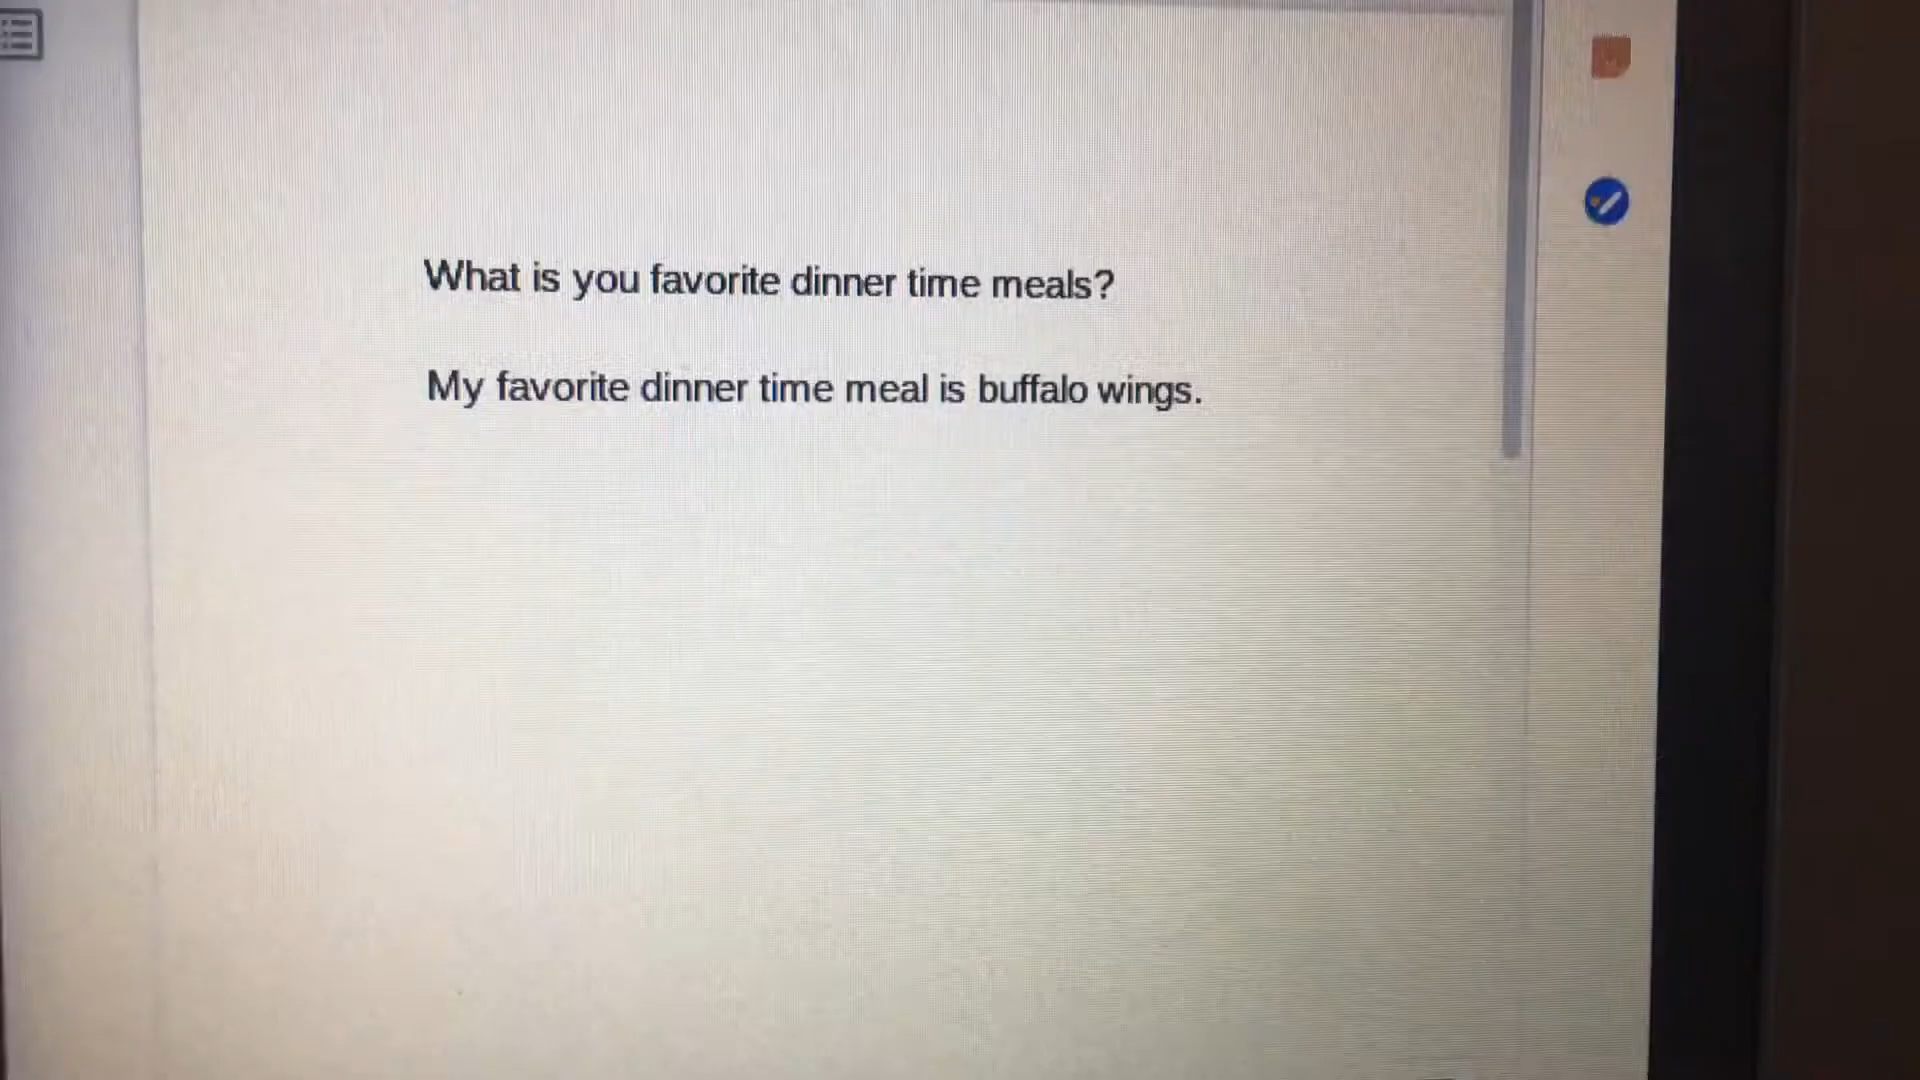 What is you favorite dinner time meals?
My favorite dinner time meal is buffalo wings.